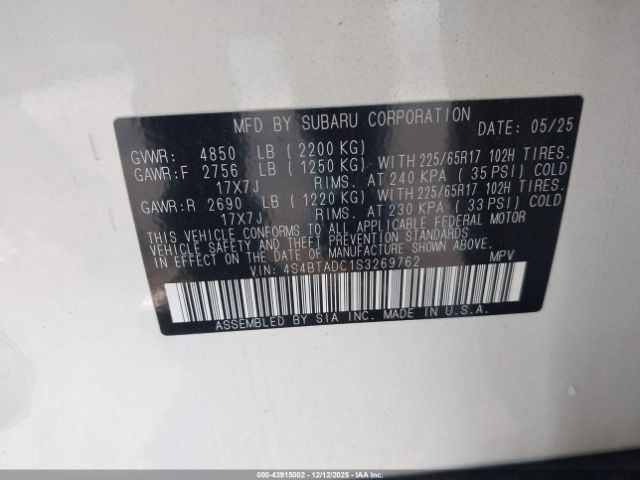 MFD BY SUBARU CORPORATION DATE: 05/25
GVWR: 4850 LB ( 2200 KG)
GAWR:F 2756 LB ( 1250 KG) WITH 225/65R17 102H TIRES.
17X7J RIMS. AT 240 KPA ( 35 PSI) COLD
GAWR:R 2690 LB ( 1220 KG) WITH 225/65R17 102H TIRES.
17X7J RIMS. AT 230 KPA ( 33 PSI) COLD
THIS VEHICLE CONFORMS TO ALL APPLICABLE FEDERAL MOTOR
VEHICLE SAFETY AND THEFT PREVENTION STANDARDS
IN EFFECT ON THE DATE OF MANUFACTURE SHOWN ABOVE.
VIN: 4S4BTADC1S3269762 MPV
ASSEMBLED BY SIA INC. MADE IN U.S.A.
000-43915002 - 12/12/2025 - IAAI.COM